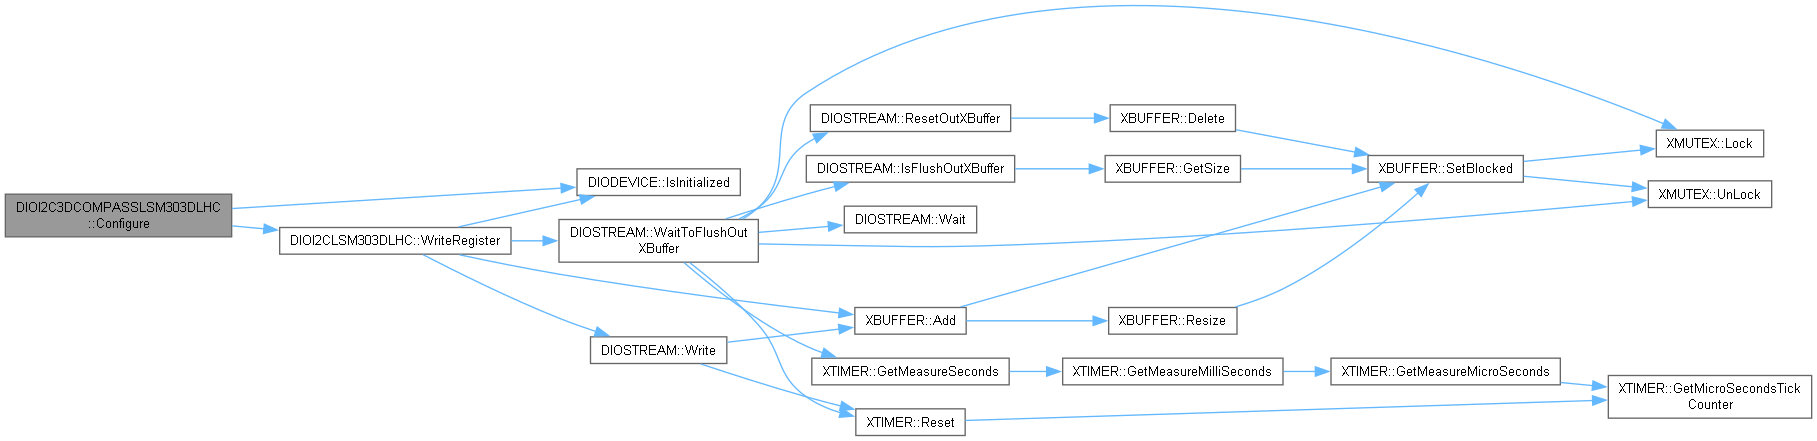 DIOI2C3DCOMPASSLSM303DLHC
::Configure
DIODEVICE::IsInitialized
DIOI2CLSM303DLHC::WriteRegister
DIOSTREAM::WaitToFlushOut
XBuffer
DIOSTREAM::Write
DIOSTREAM::ResetOutXBuffer
DIOSTREAM::IsFlushOutXBuffer
DIOSTREAM::Wait
XBUFFER::Add
XTIMER::GetMeasureSeconds
XTIMER::Reset
XBUFFER::Delete
XBUFFER::GetSize
XBUFFER::Resize
XTIMER::GetMeasureMilliSeconds
XBUFFER::SetBlocked
XTIMER::GetMeasureMicroSeconds
XMUTEX::Lock
XMUTEX::UnLock
XTIMER::GetMicroSecondsTick
Counter